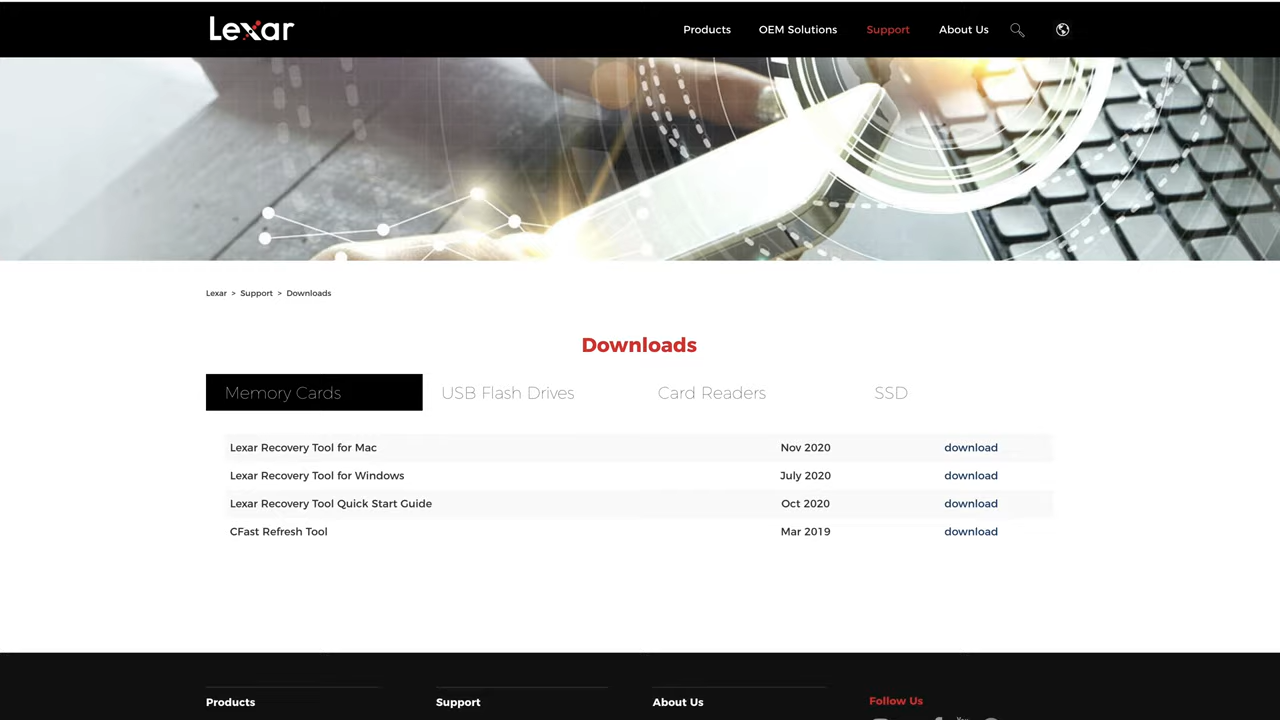 Lexar
Products OEM Solutions Support About Us
Lexar > Support > Downloads
Downloads
Memory Cards USB Flash Drives Card Readers SSD
Lexar Recovery Tool for Mac Nov 2020 download
Lexar Recovery Tool for Windows July 2020 download
Lexar Recovery Tool Quick Start Guide Oct 2020 download
CFast Refresh Tool Mar 2019 download
Products Support About Us Follow Us